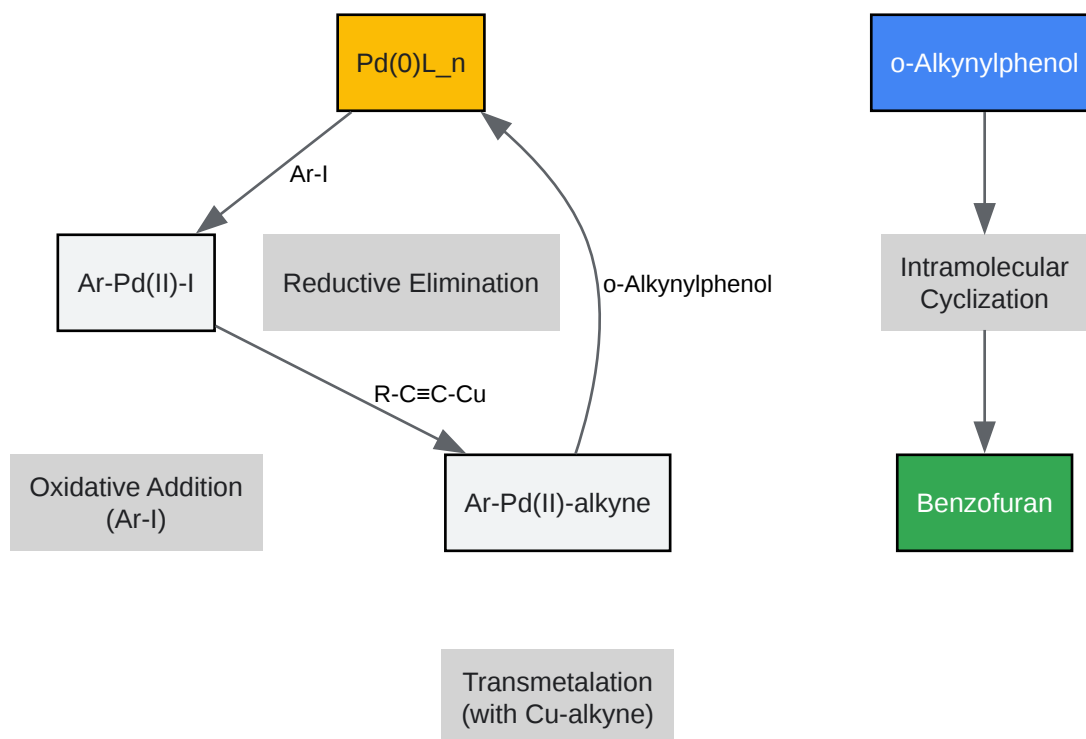 Pd(0)L_n
o-Alkynylphenol
Ar-I
Ar-Pd(II)-I
Reductive Elimination
o-Alkynylphenol
Intramolecular
Cyclization
R-C≡C-Cu
Oxidative Addition
(Ar-I)
Ar-Pd(II)-alkyne
Benzofuran
Transmetalation
(with Cu-alkyne)